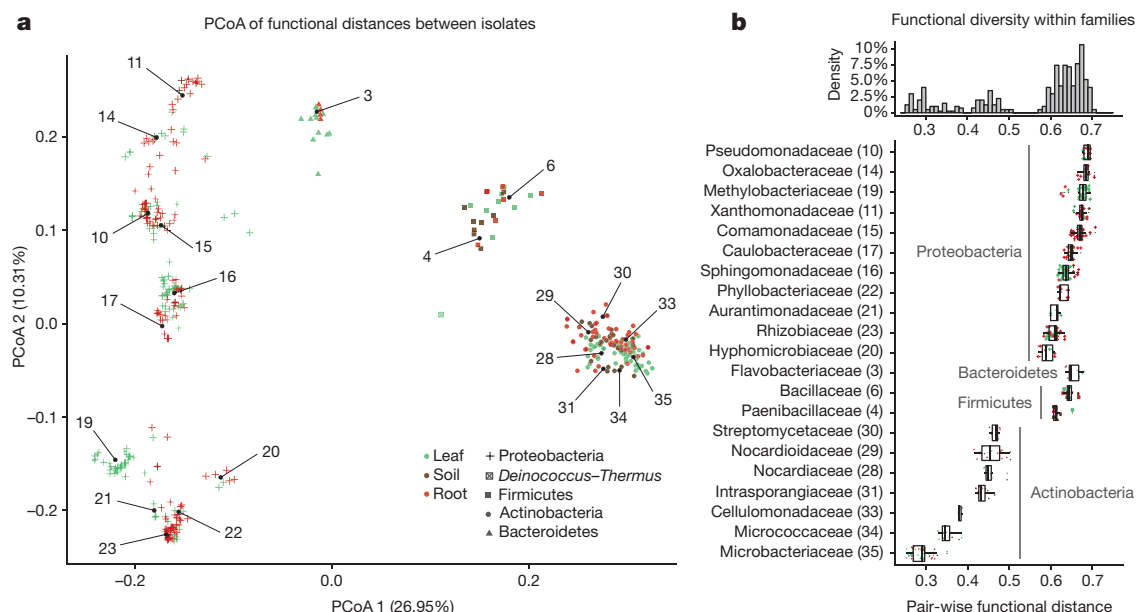 a
PCoA of functional distances between isolates
PCoA 2 (10.31%)
0.2
0.1
0.0
−0.1
−0.2
11
14
3
6
10
15
4
16
17
30
29
33
28
31
34
35
19
20
21
22
23
Leaf
Soil
Root
Proteobacteria
Deinococcus–Thermus
Firmicutes
Actinobacteria
Bacteroidetes
−0.2
0.0
0.2
PCoA 1 (26.95%)
b
Functional diversity within families
Density
10%
7.5%
5.0%
2.5%
0%
0.3 0.4 0.5 0.6 0.7
Pseudomonadaceae (10)
Oxalobacteraceae (14)
Methylobacteriaceae (19)
Xanthomonadaceae (11)
Comamonadaceae (15)
Caulobacteraceae (17)
Sphingomonadaceae (16)
Phyllobacteriaceae (22)
Aurantimonadaceae (21)
Rhizobiaceae (23)
Hyphomicrobiaceae (20)
Flavobacteriaceae (3)
Bacillaceae (6)
Paenibacillaceae (4)
Streptomycetaceae (30)
Nocardioidaceae (29)
Nocardiaceae (28)
Intrasporangiaceae (31)
Cellulomonadaceae (33)
Micrococcaceae (34)
Microbacteriaceae (35)
Proteobacteria
Bacteroidetes
Firmicutes
Actinobacteria
0.3 0.4 0.5 0.6 0.7
Pair-wise functional distance